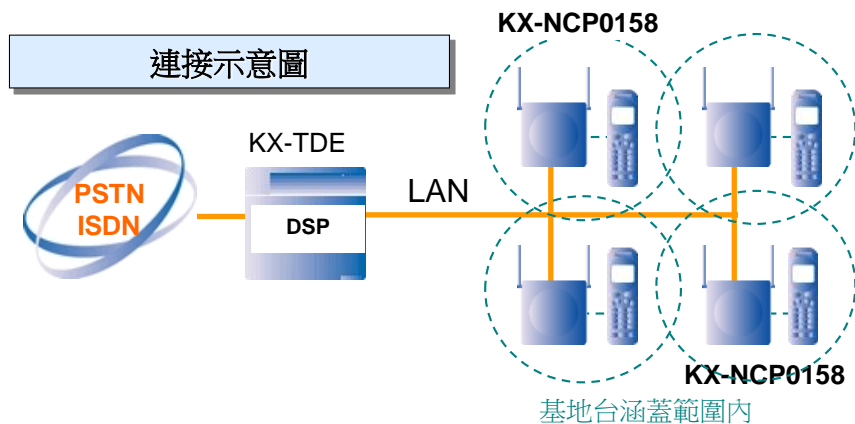 KX-NCP0158
連接示意圖
KX-TDE
PSTN
ISDN
DSP
LAN
KX-NCP0158
基地台涵蓋範圍內